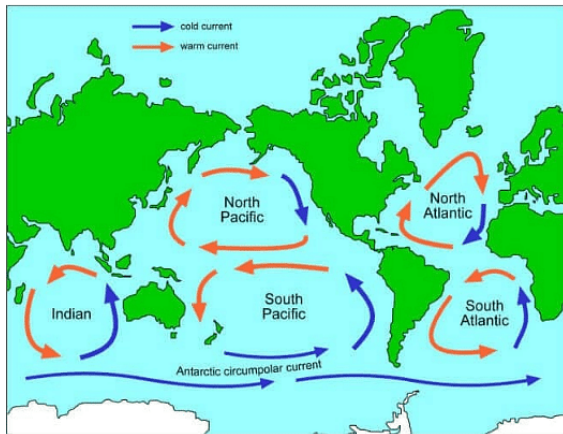 cold current
warm current
North
Pacific
North
Atlantic
Indian
South
Pacific
South
Atlantic
Antarctic circumpolar current